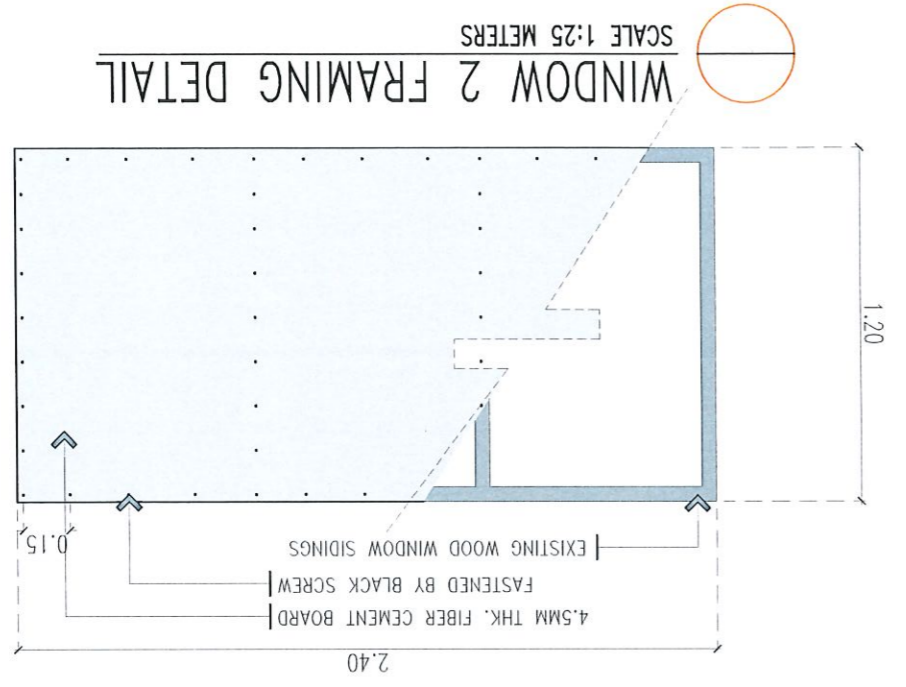 2.40
4.5MM THK. FIBER CEMENT BOARD
FASTENED BY BLACK SCREW
EXISTING WOOD WINDOW SIDINGS
0.15
1.20
WINDOW 2 FRAMING DETAIL
SCALE 1:25 METERS